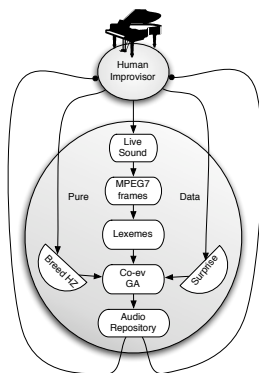 Human
Improvisor
Live
Sound
MPEG7
frames
Pure
Data
Lexemes
Breed HZ
Co-ev
GA
Surprise
Audio
Repository